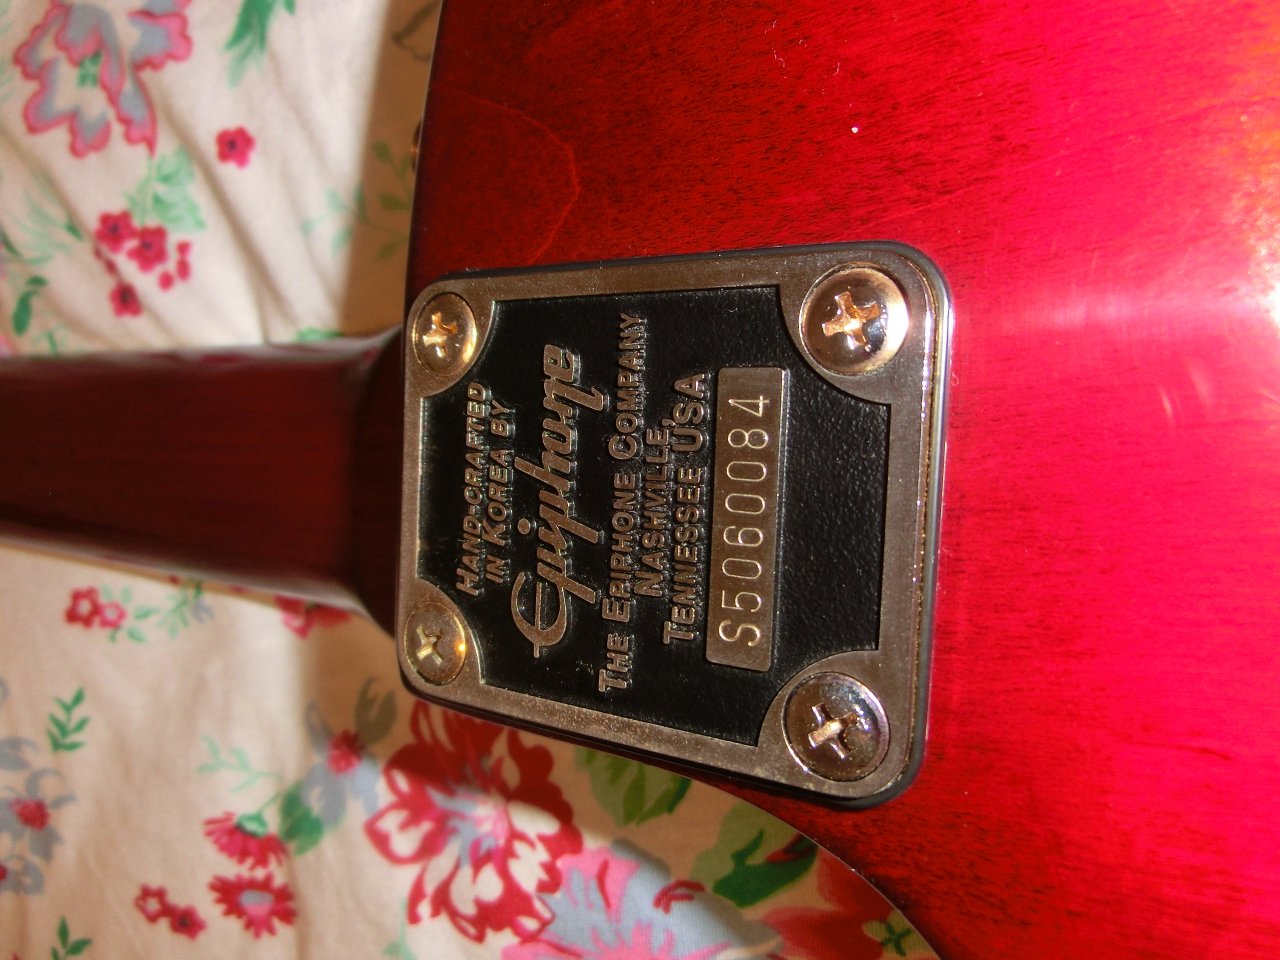 HAND-CRAFTED
IN KOREA BY
Epiphone
THE EPIPHONE COMPANY
NASHVILLE,
TENNESSEE USA
S5060084